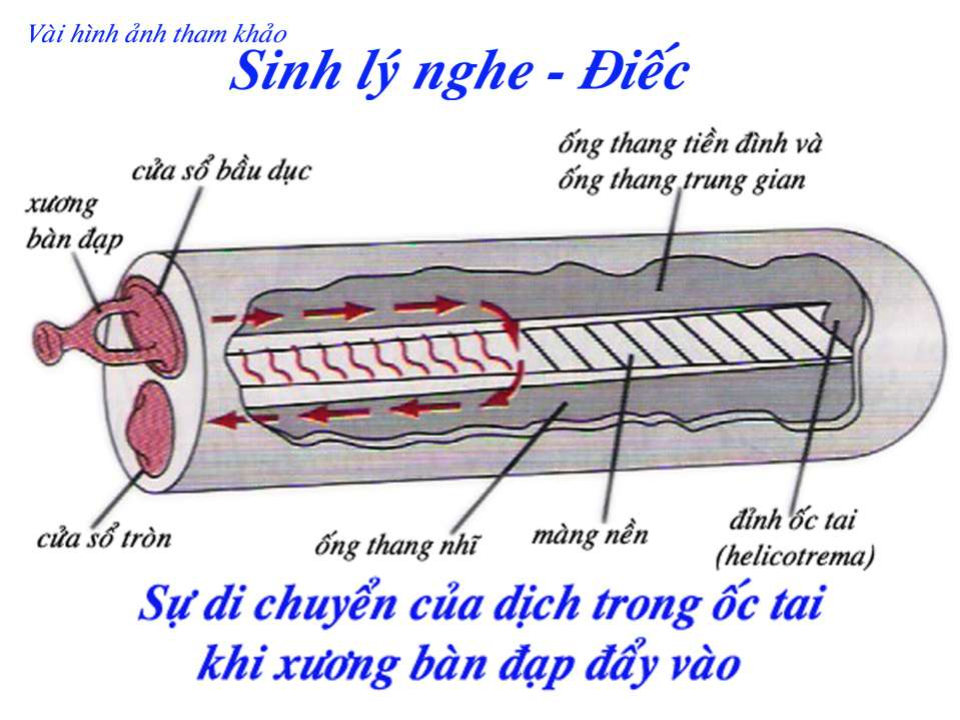 Vài hình ảnh tham khảo
Sinh lý nghe - Điếc
ống thang tiền đình và
ống thang trung gian
cửa sổ bầu dục
xương
bàn đạp
cửa sổ tròn
ống thang nhĩ
màng nền
đỉnh ốc tai
(helicotrema)
Sự di chuyển của dịch trong ốc tai
khi xương bàn đạp đẩy vào